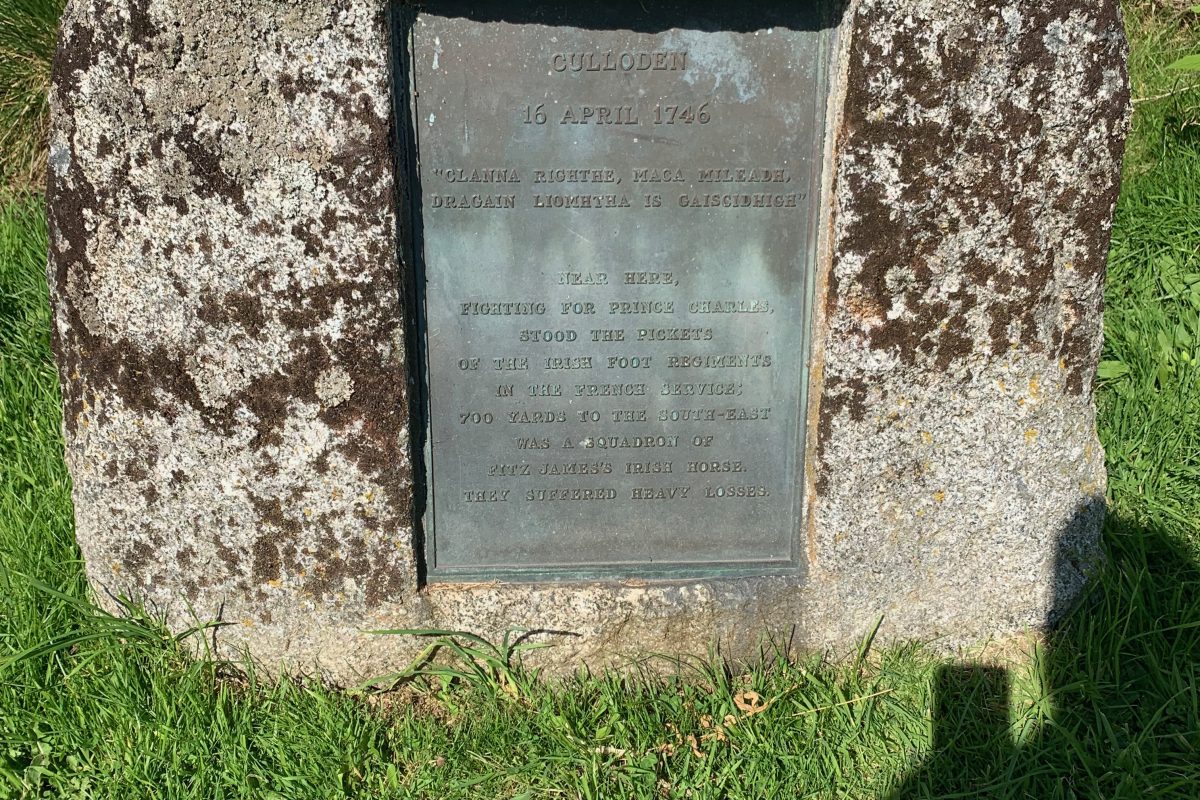 CULLODEN
16 APRIL 1746
"CLANNA RIGHTHE, MACA MILEADH,
DRAGAIN LIOMHTHA IS GAISCIDHIGH"
NEAR HERE,
FIGHTING FOR PRINCE CHARLES,
STOOD THE PICKETS
OF THE IRISH FOOT REGIMENTS
IN THE FRENCH SERVICE;
700 YARDS TO THE SOUTH-EAST
WAS A SQUADRON OF
FITZ JAMES'S IRISH HORSE.
THEY SUFFERED HEAVY LOSSES.